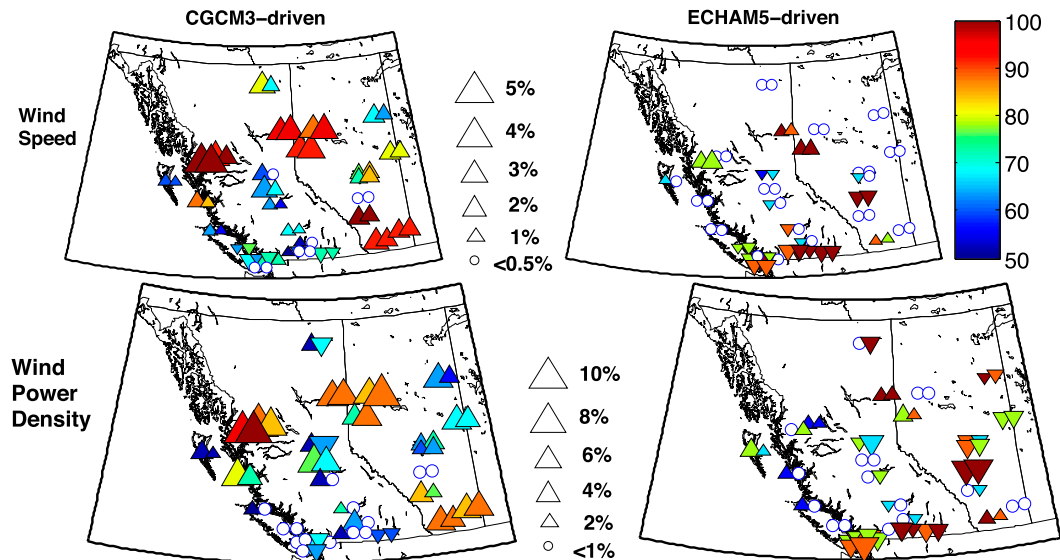 CGCM3–driven
ECHAM5–driven
Wind
Speed
5%
4%
3%
2%
1%
<0.5%
100
90
80
70
60
50
Wind
Power
Density
10%
8%
6%
4%
2%
<1%